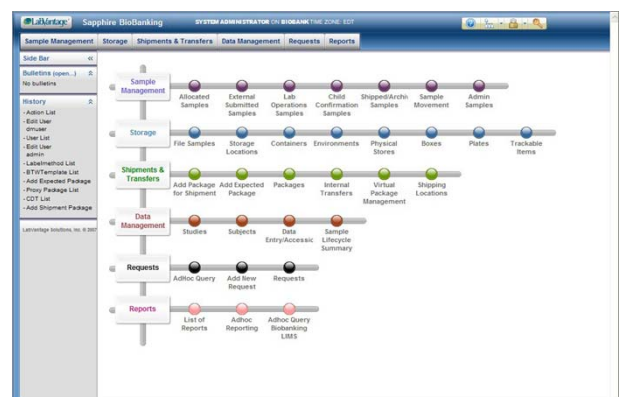 LabVantage Sapphire BioBanking SYSTEM ADMINISTRATOR ON BIOBANK TIME ZONE: EDT
Sample Management Storage Shipments & Transfers Data Management Requests Reports
Side Bar
Bulletins (open...)
No bulletins
History
- Action List
- Edit User
dmuser
- User List
- Edit User
admin
- Labelmethod List
- BTWTemplate List
- Add Expected Package
- Proxy Package List
- CDT List
- Add Shipment Package
LabVantage Solutions, Inc. © 2007
Sample
Management
Allocated
Samples
External
Submitted
Samples
Lab
Operations
Samples
Child
Confirmation
Samples
Shipped/Archi
Samples
Sample
Movement
Admin
Samples
Storage
File Samples
Storage
Locations
Containers
Environments
Physical
Stores
Boxes
Plates
Trackable
Items
Shipments &
Transfers
Add Package
for Shipment
Add Expected
Package
Packages
Internal
Transfers
Virtual
Package
Management
Shipping
Locations
Data
Management
Studies
Subjects
Data
Entry/Accessic
Sample
Lifecycle
Summary
Requests
AdHoc Query
Add New
Request
Requests
Reports
List of
Reports
Adhoc
Reporting
Adhoc Query
Biobanking
LIMS